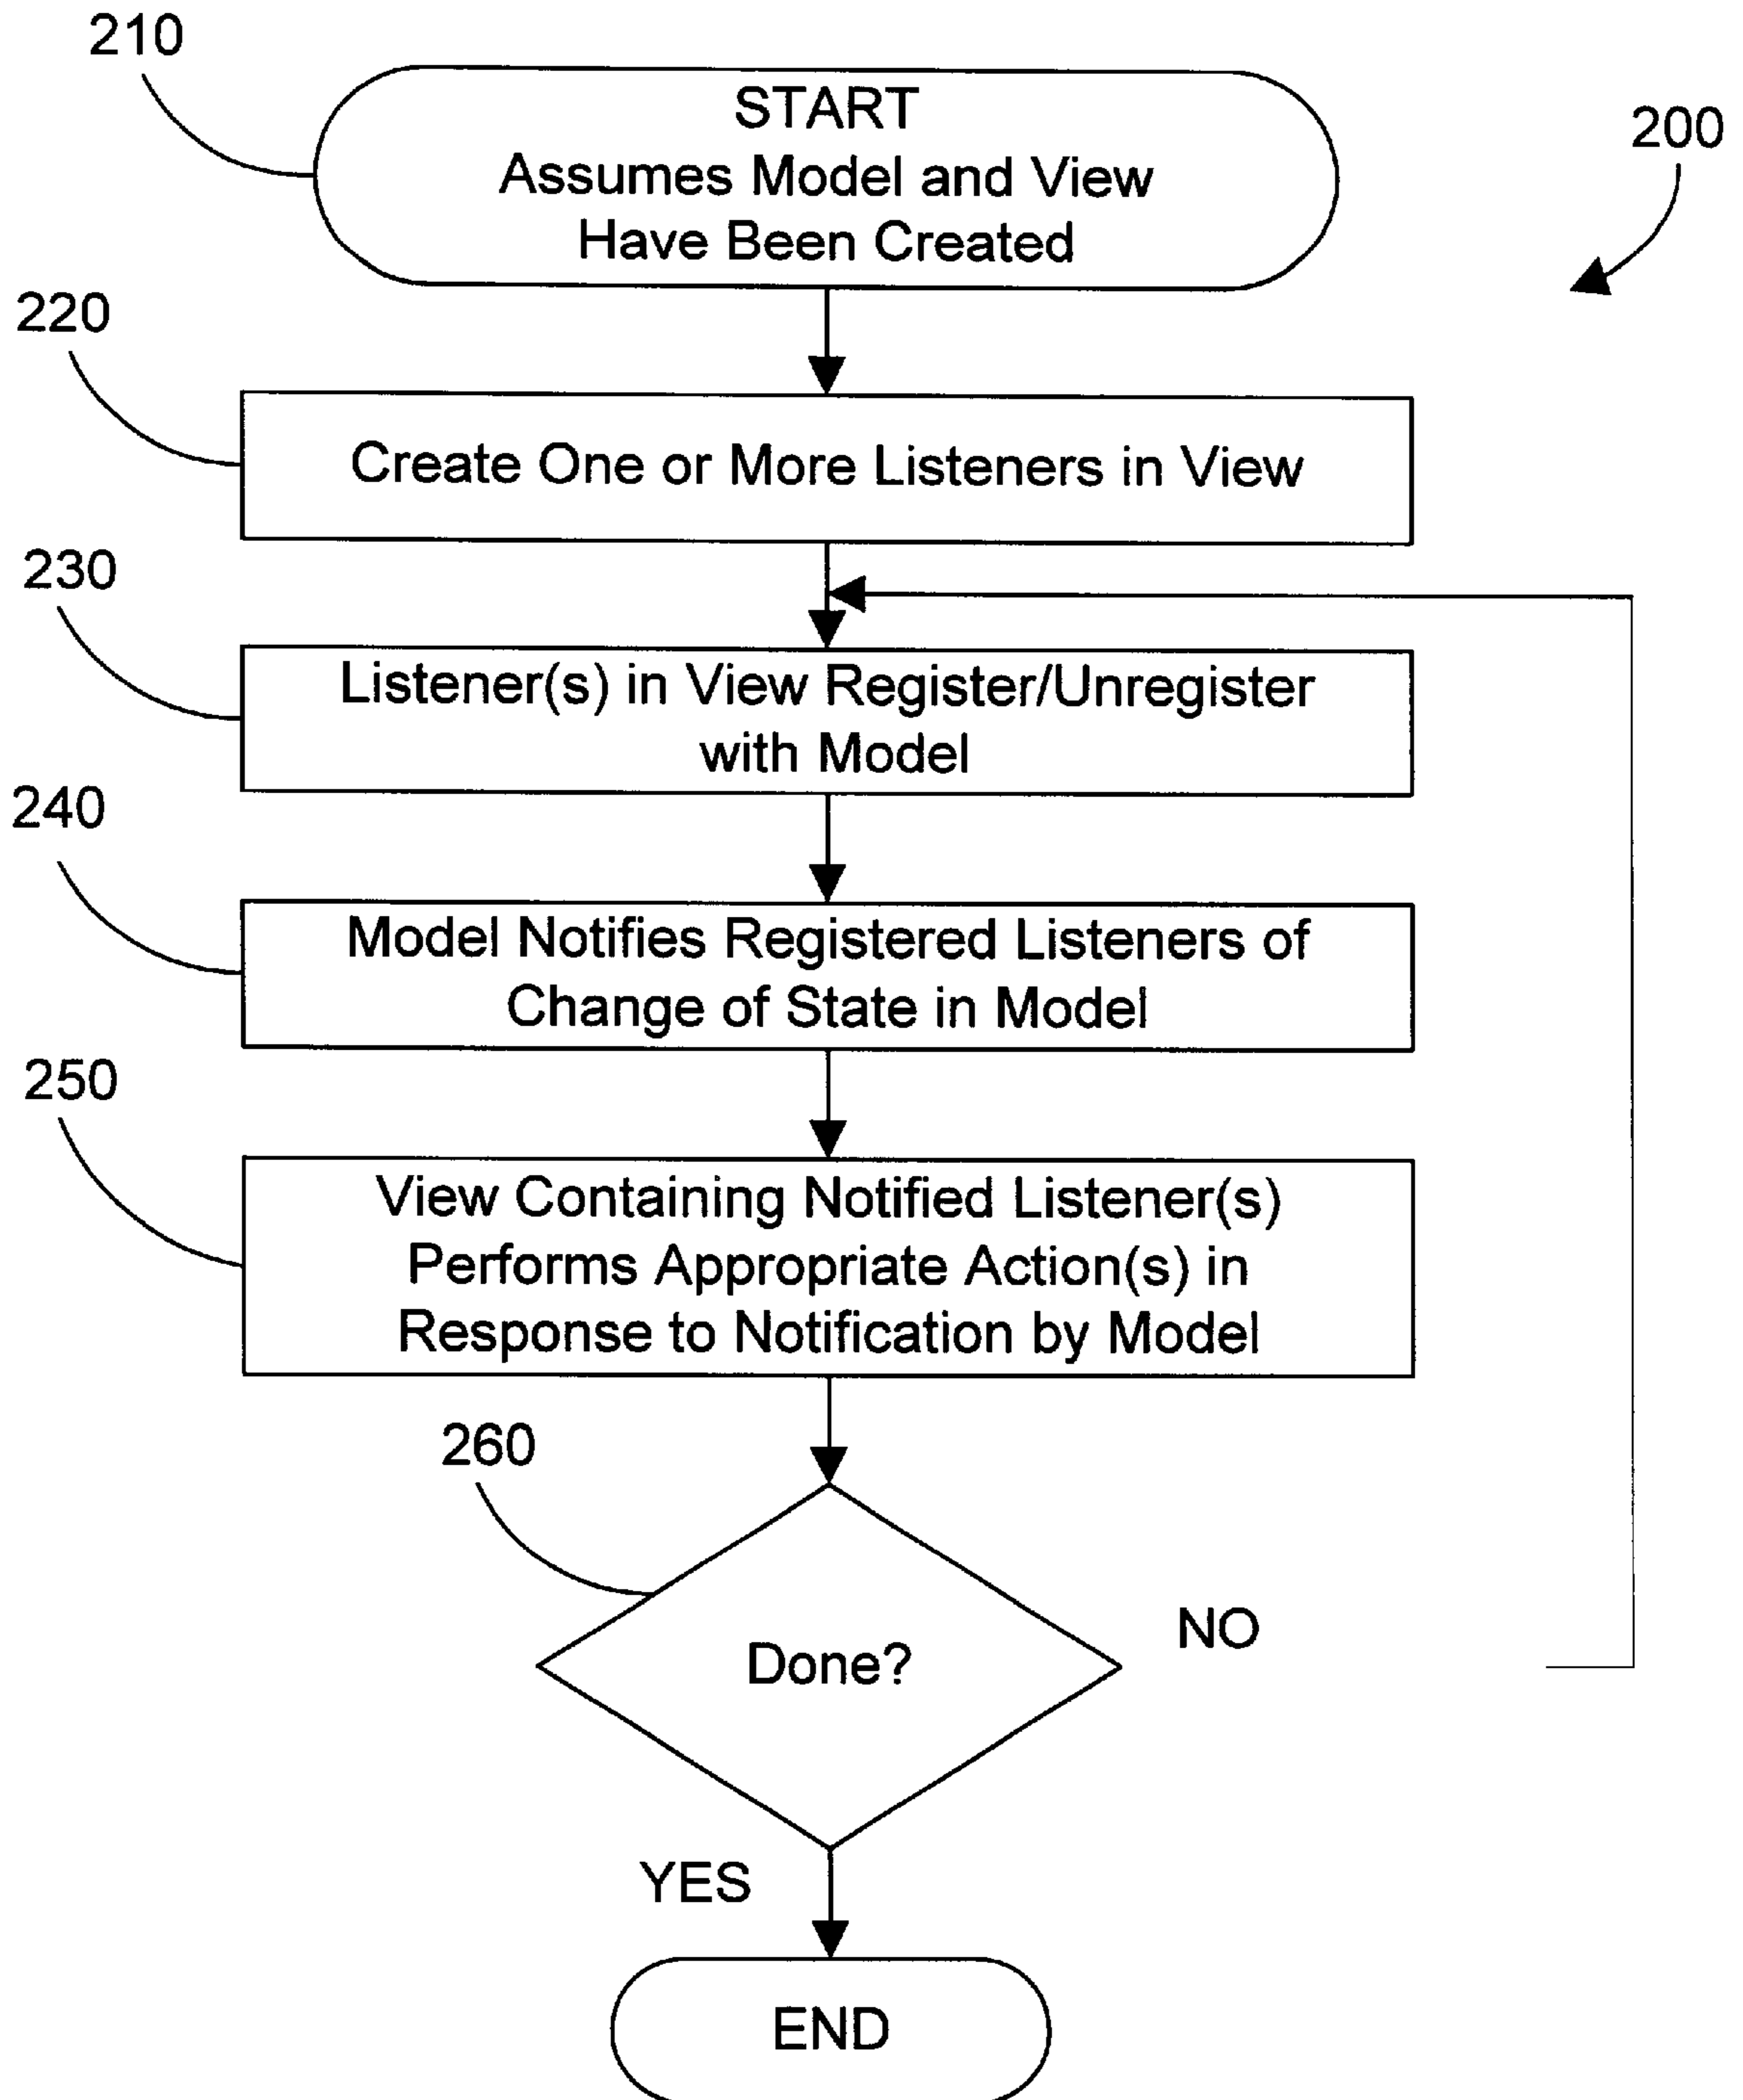 210
START
Assumes Model and View
Have Been Created
200
220
Create One or More Listeners in View
230
Listener(s) in View Register/Unregister
with Model
240
Model Notifies Registered Listeners of
Change of State in Model
250
View Containing Notified Listener(s)
Performs Appropriate Action(s) in
Response to Notification by Model
260
Done?
NO
YES
END